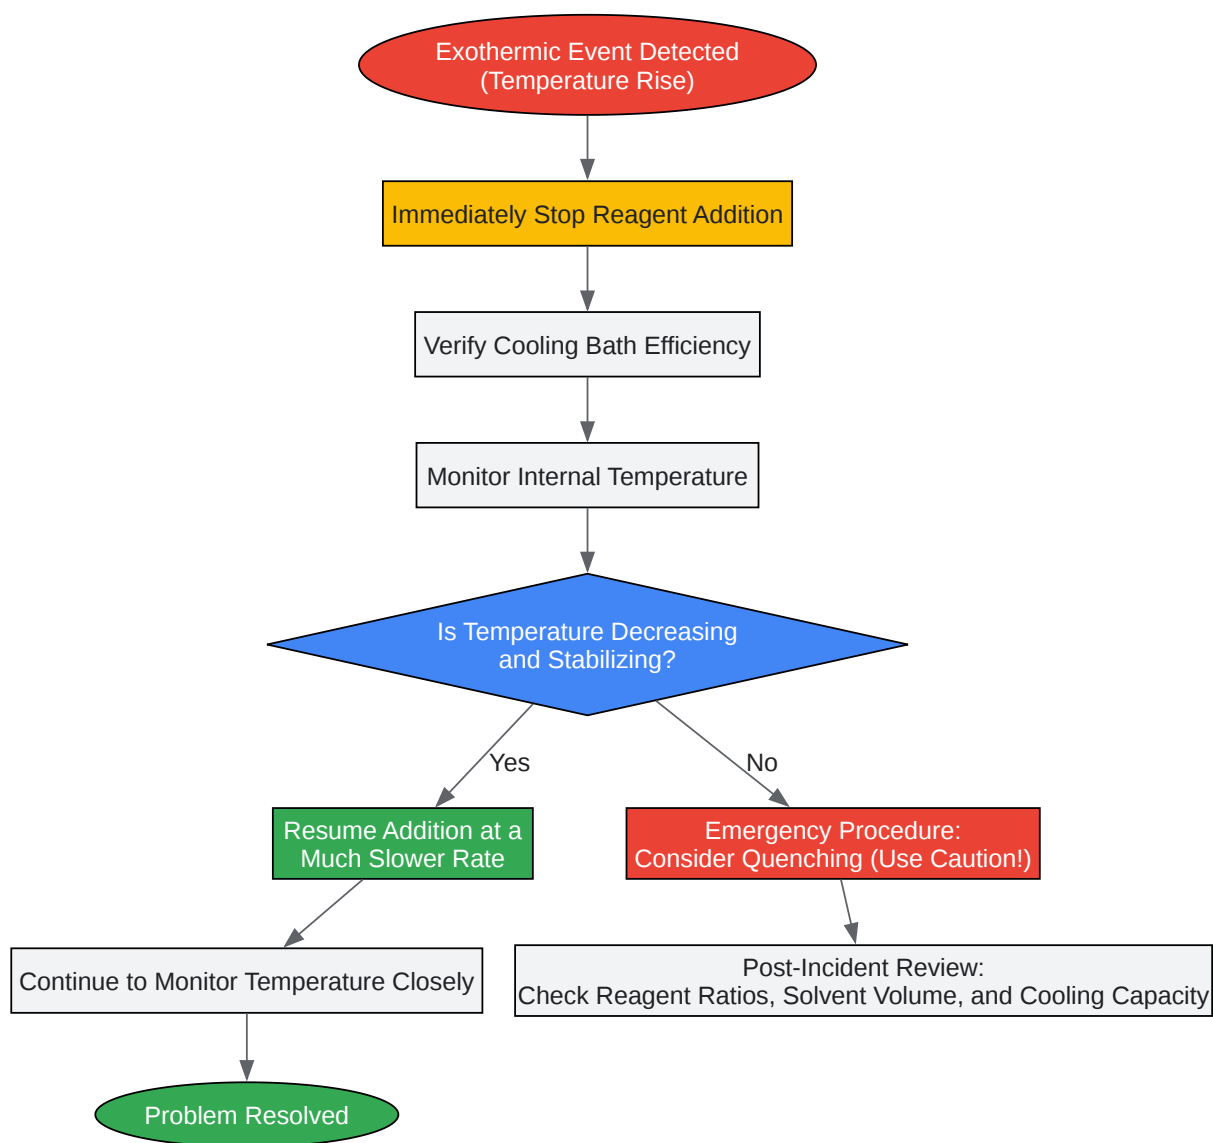 Exothermic Event Detected
(Temperature Rise)
Immediately Stop Reagent Addition
Verify Cooling Bath Efficiency
Monitor Internal Temperature
Is Temperature Decreasing
and Stabilizing?
Yes
No
Resume Addition at a
Much Slower Rate
Emergency Procedure:
Consider Quenching (Use Caution!)
Continue to Monitor Temperature Closely
Post-Incident Review:
Check Reagent Ratios, Solvent Volume, and Cooling Capacity
Problem Resolved